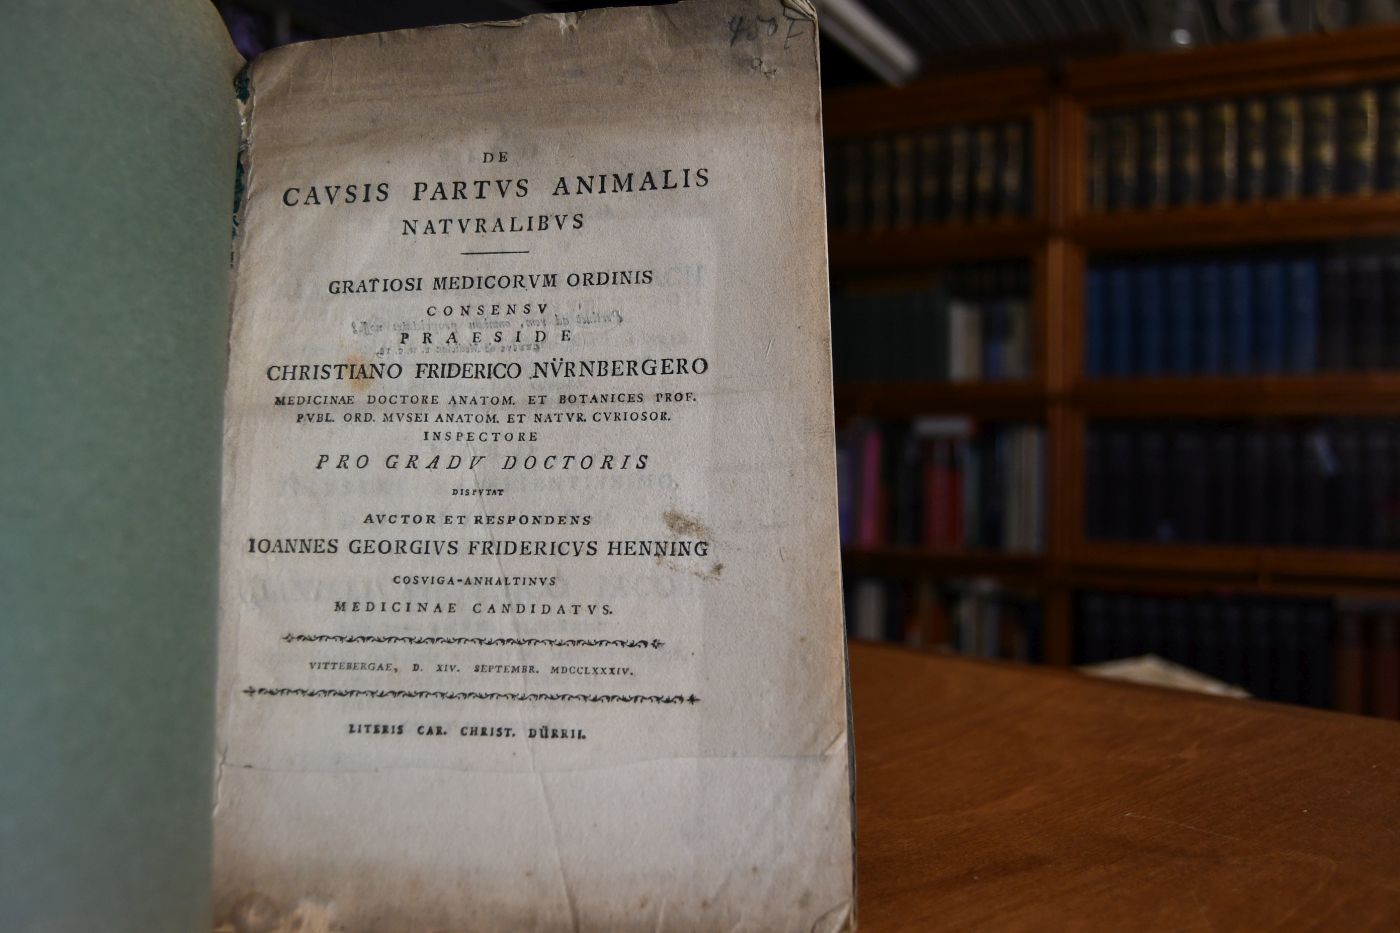 DE
CAVSIS PARTVS ANIMALIS
NATVRALIBVS
GRATIOSI MEDICORVM ORDINIS
CONSENSV
PRAESIDE
CHRISTIANO FRIDERICO NVRNBERGERO
MEDICINAE DOCTORE ANATOM. ET BOTANICES PROF.
PVBL. ORD. MVSEI ANATOM. ET NATVR. CVRIOSOR.
INSPECTORE
PRO GRADV DOCTORIS
DISPVTAT
AVCTOR ET RESPONDENS
IOANNES GEORGIVS FRIDERICVS HENNING
COSVIGA-ANHALTINVS
MEDICINAE CANDIDATVS.
VITTEBERGAE, D. XIV. SEPTEMBR. MDCCLXXXIV.
LITERIS CAR. CHRIST. DÜRRII.